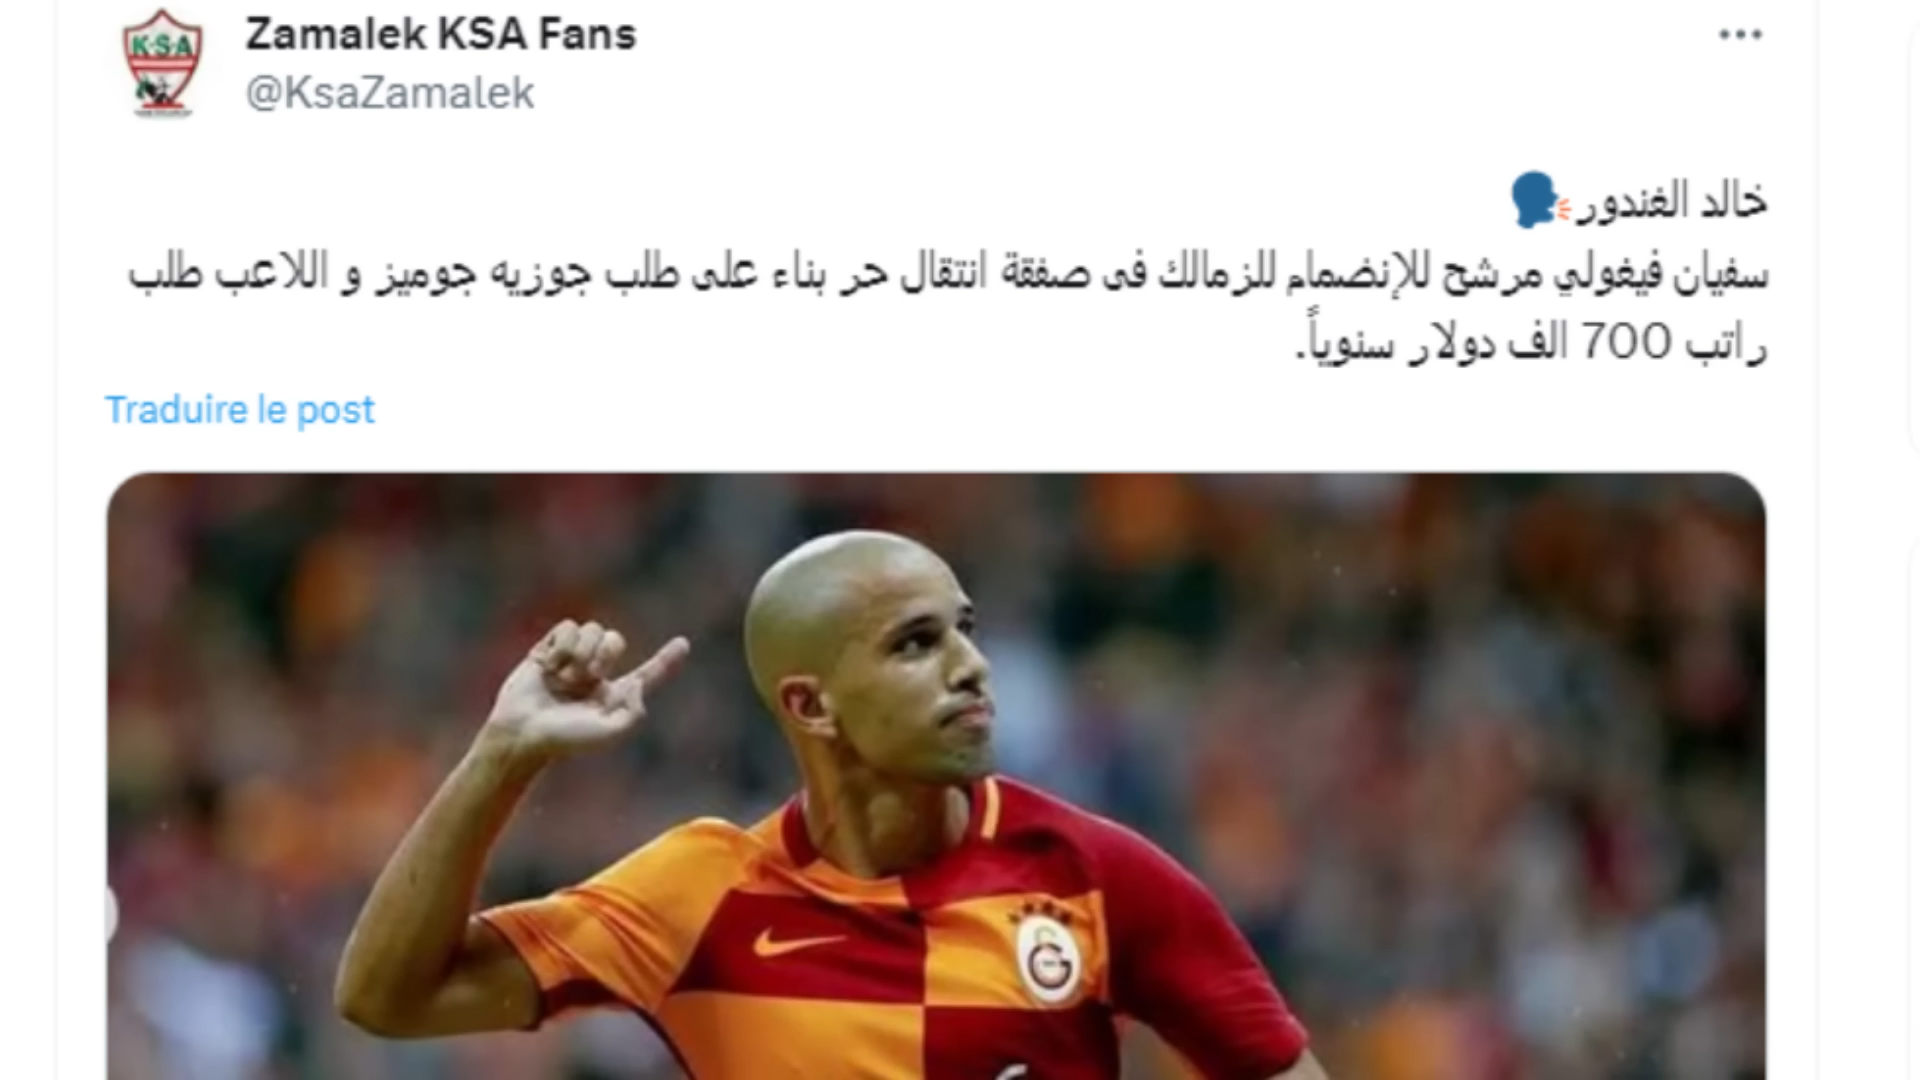 KSA
Zamalek KSA Fans
@KsaZamalek
خالد الغندور
سفيان فيغولي مرشح للإنضمام للزمالك فى صفقة انتقال حر بناء على طلب جوزيه جوميز و اللاعب طلب
راتب 700 الف دولار سنوياً.
Traduire le post